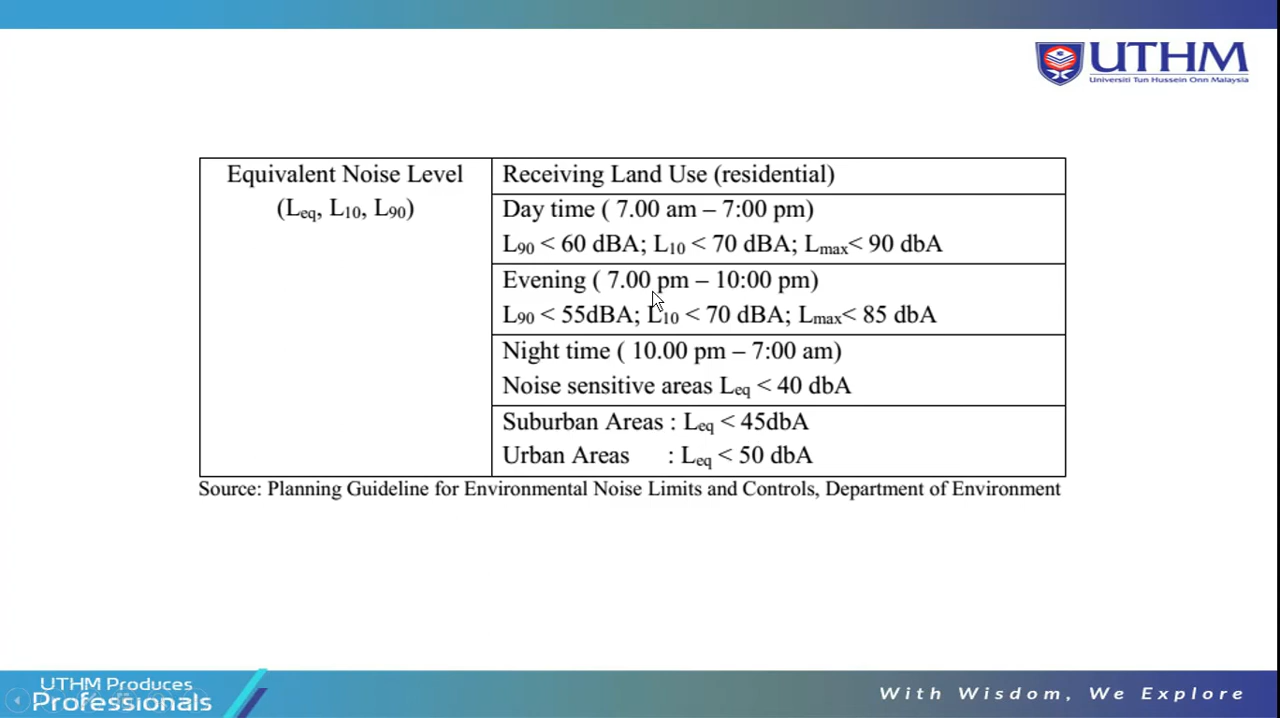 UTHM
Universiti Tun Hussein Onn Malaysia
Equivalent Noise Level
(Leq, L10, L90)
Receiving Land Use (residential)
Day time ( 7.00 am – 7:00 pm)
L90 < 60 dBA; L10 < 70 dBA; Lmax< 90 dbA
Evening ( 7.00 pm – 10:00 pm)
L90 < 55dBA; L10 < 70 dBA; Lmax< 85 dbA
Night time ( 10.00 pm – 7:00 am)
Noise sensitive areas Leq < 40 dbA
Suburban Areas : Leq < 45dbA
Urban Areas : Leq < 50 dbA
Source: Planning Guideline for Environmental Noise Limits and Controls, Department of Environment
UTHM Produces
Professionals
With Wisdom, We Explore